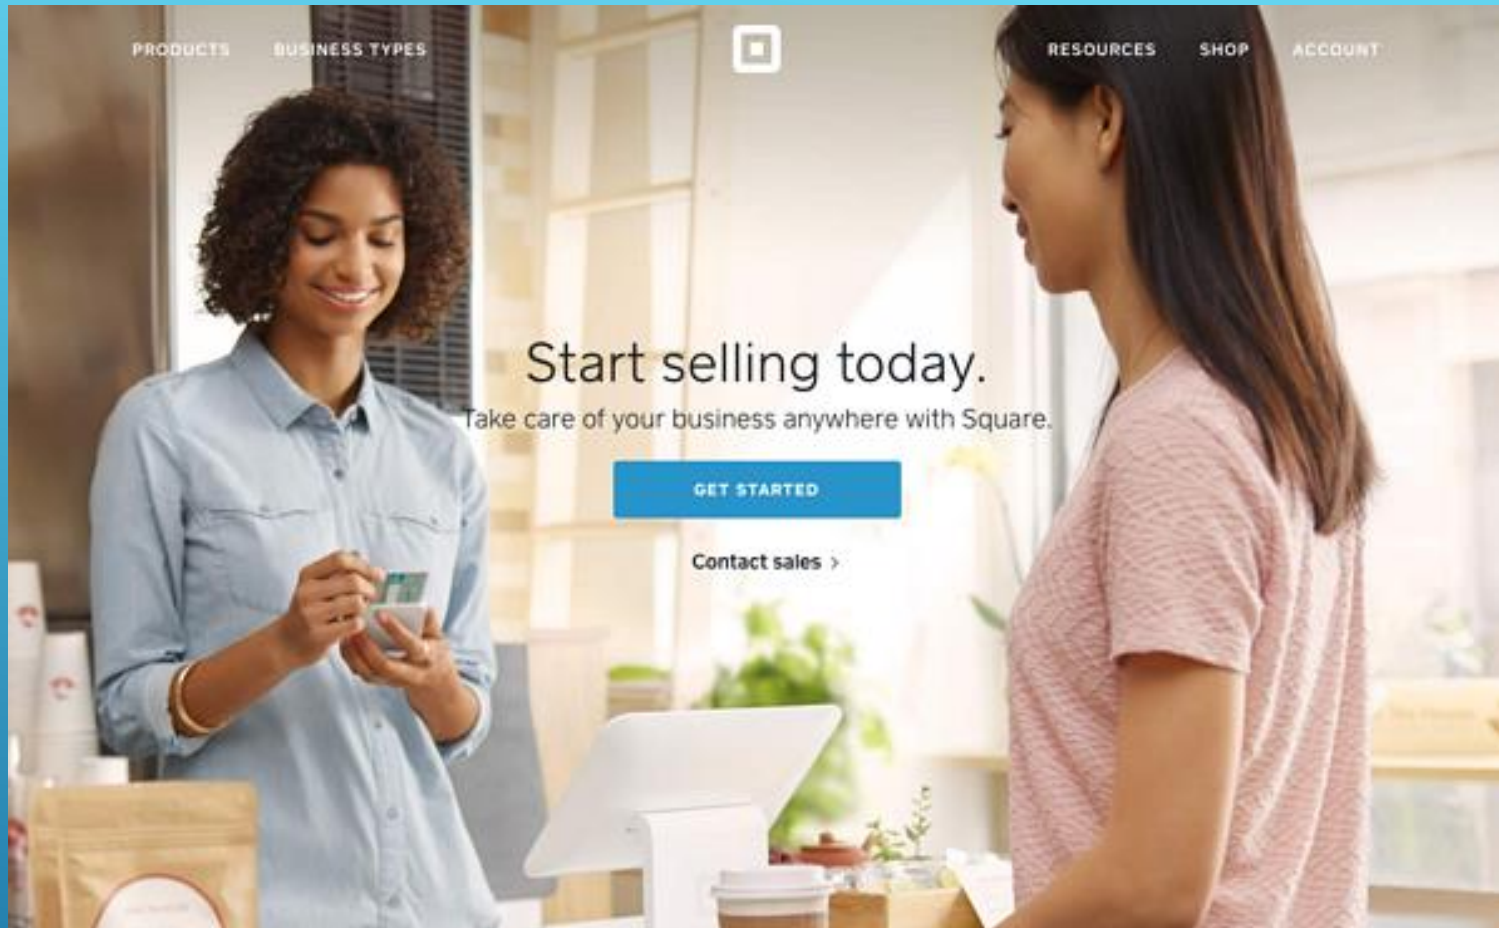 PRODUCTS BUSINESS TYPES RESOURCES SHOP ACCOUNT
Start selling today.
Take care of your business anywhere with Square.
GET STARTED
Contact sales >